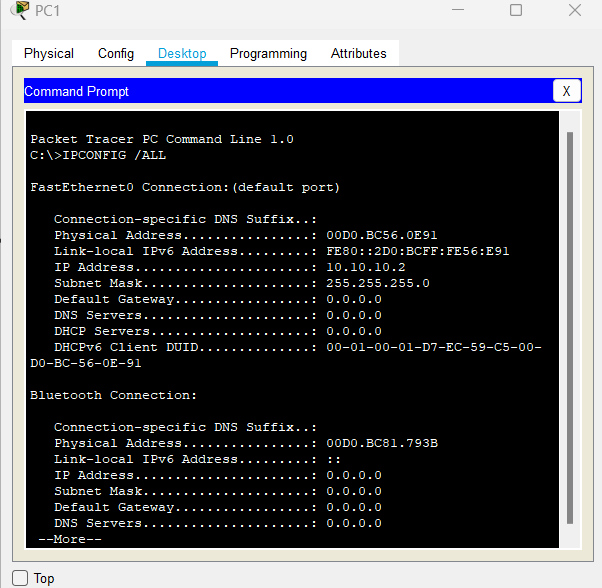 PC1
Physical Config Desktop Programming Attributes
Command Prompt X
Packet Tracer PC Command Line 1.0
C:\>IPCONFIG /ALL
FastEthernet0 Connection:(default port)
Connection-specific DNS Suffix..:
Physical Address................: 00D0.BC56.0E91
Link-local IPv6 Address.........: FE80::2D0:BCFF:FE56:E91
IP Address......................: 10.10.10.2
Subnet Mask.....................: 255.255.255.0
Default Gateway.................: 0.0.0.0
DNS Servers.....................: 0.0.0.0
DHCP Servers....................: 0.0.0.0
DHCPv6 Client DUID..............: 00-01-00-01-D7-EC-59-C5-00-
D0-BC-56-0E-91
Bluetooth Connection:
Connection-specific DNS Suffix..:
Physical Address................: 00D0.BC81.793B
Link-local IPv6 Address.........: ::
IP Address......................: 0.0.0.0
Subnet Mask.....................: 0.0.0.0
Default Gateway.................: 0.0.0.0
DNS Servers.....................: 0.0.0.0
--More--
Top